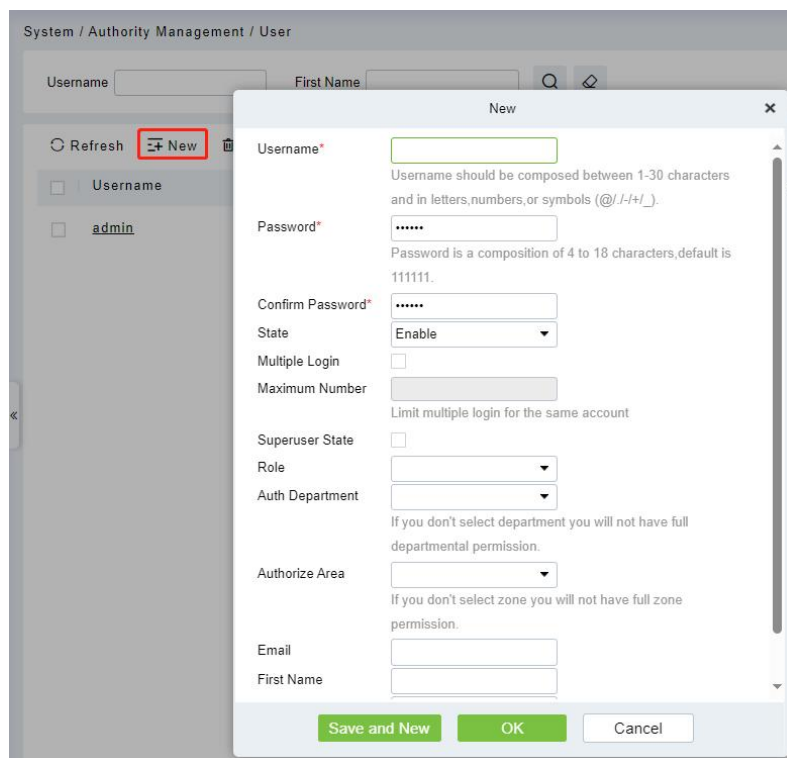 System / Authority Management / User
Username
First Name
New
Refresh
New
Username
admin
Username*
Username should be composed between 1-30 characters
and in letters,numbers,or symbols (@/./-/+/_).
Password*
••••••
Password is a composition of 4 to 18 characters,default is
111111.
Confirm Password*
••••••
State
Enable
Multiple Login
Maximum Number
Limit multiple login for the same account
Superuser State
Role
Auth Department
If you don't select department you will not have full
departmental permission.
Authorize Area
If you don't select zone you will not have full zone
permission.
Email
First Name
Save and New
OK
Cancel